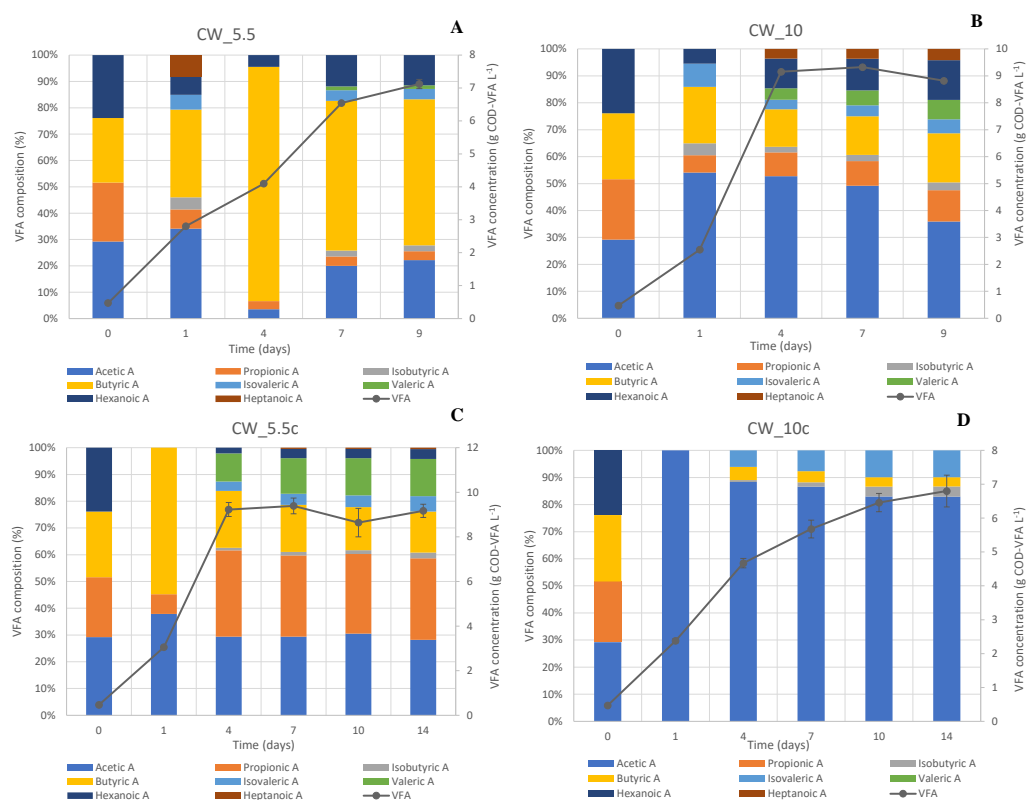 CW_5.5
A
VFA composition (%)
100%
90%
80%
70%
60%
50%
40%
30%
20%
10%
0%
8
7
6
5
4
3
2
1
0
VFA concentration (g COD-VFA L-1)
0 1 4 7 9
Time (days)
Acetic A Propionic A Isobutyric A
Butyric A Isovaleric A Valeric A
Hexanoic A Heptanoic A VFA
CW_10
B
VFA composition (%)
100%
90%
80%
70%
60%
50%
40%
30%
20%
10%
0%
10
9
8
7
6
5
4
3
2
1
0
VFA concentration (g COD-VFA L-1)
0 1 4 7 9
Time (days)
Acetic A Propionic A Isobutyric A
Butyric A Isovaleric A Valeric A
Hexanoic A Heptanoic A VFA
CW_5.5c
C
VFA composition (%)
100%
90%
80%
70%
60%
50%
40%
30%
20%
10%
0%
12
10
8
6
4
2
0
VFA concentration (g COD-VFA L-1)
0 1 4 7 10 14
Time (days)
Acetic A Propionic A Isobutyric A
Butyric A Isovaleric A Valeric A
Hexanoic A Heptanoic A VFA
CW_10c
D
VFA composition (%)
100%
90%
80%
70%
60%
50%
40%
30%
20%
10%
0%
8
7
6
5
4
3
2
1
0
VFA concentration (g COD-VFA L-1)
0 1 4 7 10 14
Time (days)
Acetic A Propionic A Isobutyric A
Butyric A Isovaleric A Valeric A
Hexanoic A Heptanoic A VFA